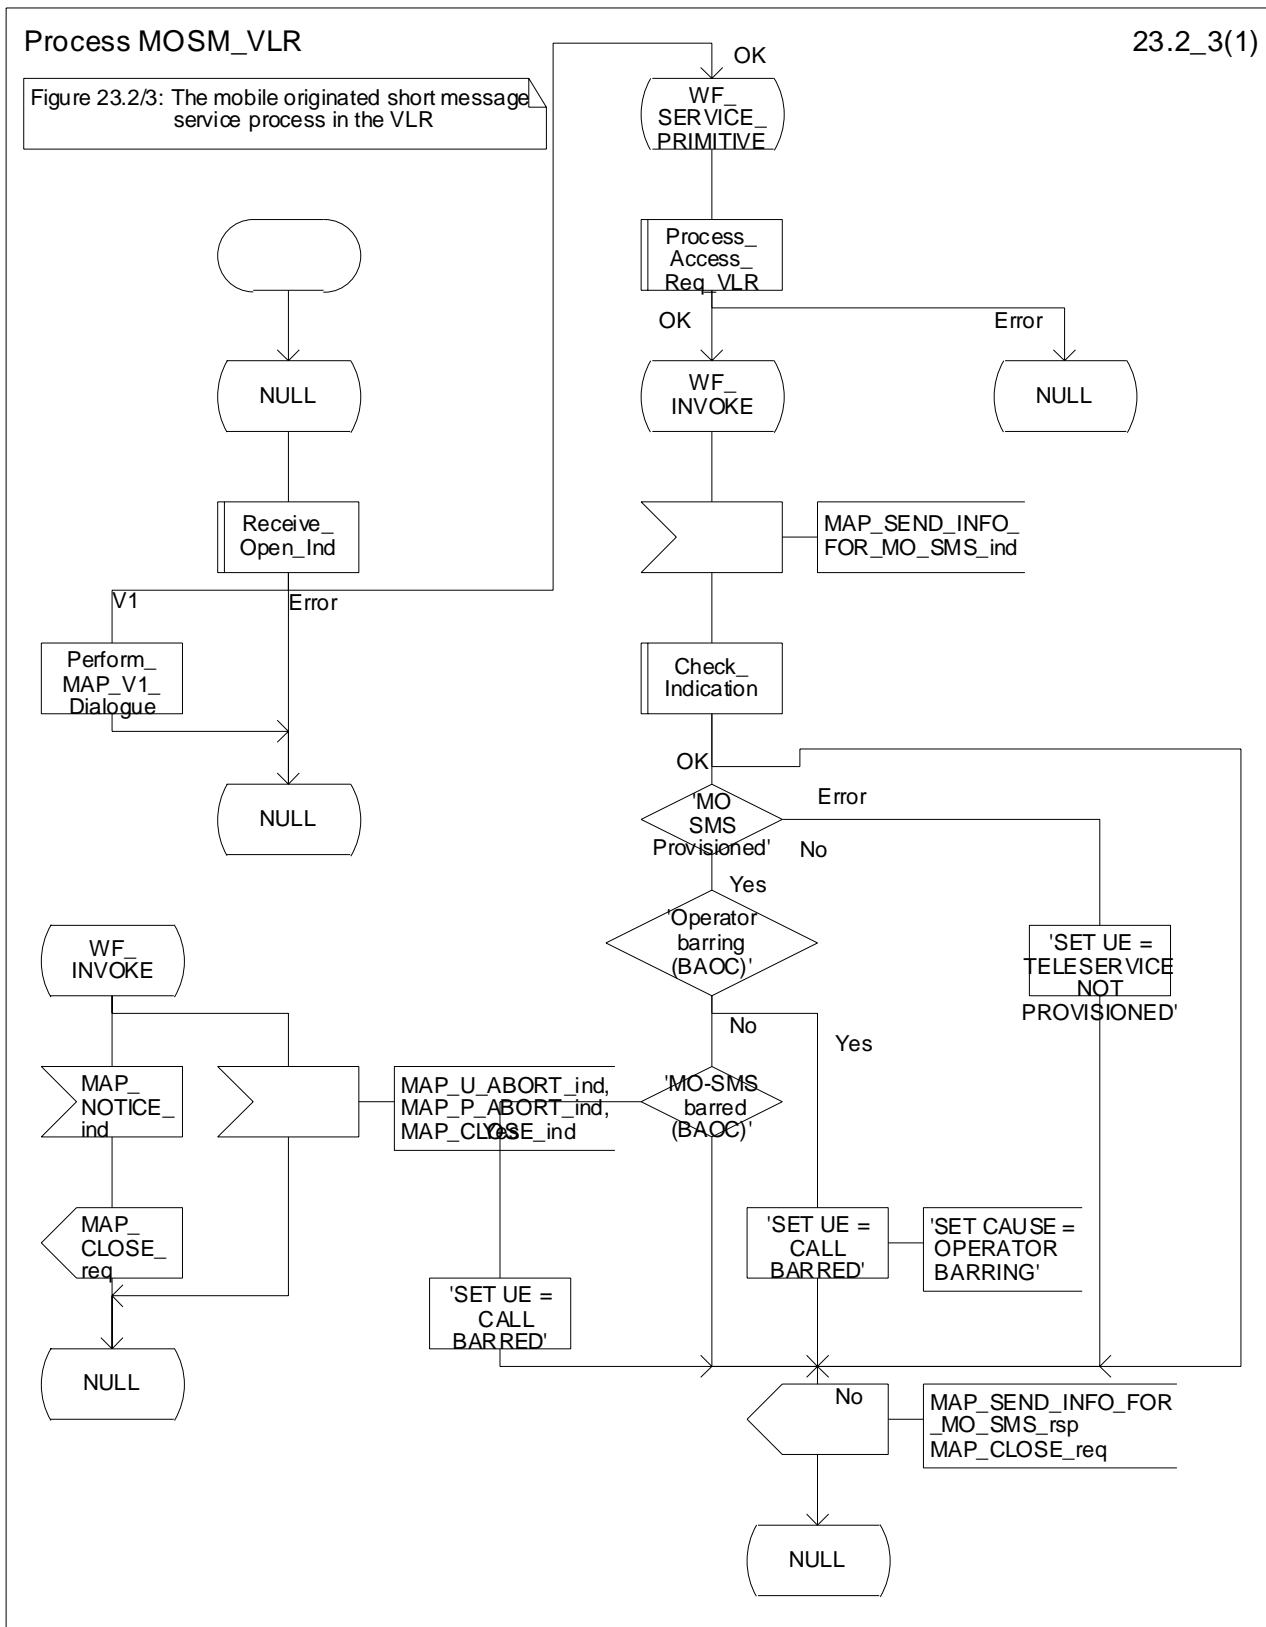 Process MOSM_VLR
23.2_3(1)
Figure 23.2/3: The mobile originated short message
service process in the VLR
OK
WF_
SERVICE_
PRIMITIVE
Process_
Access_
Req_VLR
OK
Error
NULL
WF_
INVOKE
NULL
Receive_
Open_Ind
MAP_SEND_INFO_
FOR_MO_SMS_ind
V1
Error
Perform_
MAP_V1_
Dialogue
Check_
Indication
OK
NULL
'MO
SMS
Provisioned'
Error
No
Yes
WF_
INVOKE
'Operator
barring
(BAOC)'
'SET UE =
TELESERVICE
NOT
PROVISIONED'
No
Yes
MAP_
NOTICE_
ind
MAP_U_ABORT_ind,
MAP_P_ABORT_ind,
MAP_CLOSE_ind
Yes
'MO-SMS
barred
(BAOC)'
MAP_
CLOSE_
req
'SET UE =
CALL
BARRED'
'SET CAUSE =
OPERATOR
BARRING'
'SET UE =
CALL
BARRED'
NULL
No
MAP_SEND_INFO_FOR
_MO_SMS_rsp
MAP_CLOSE_req
NULL